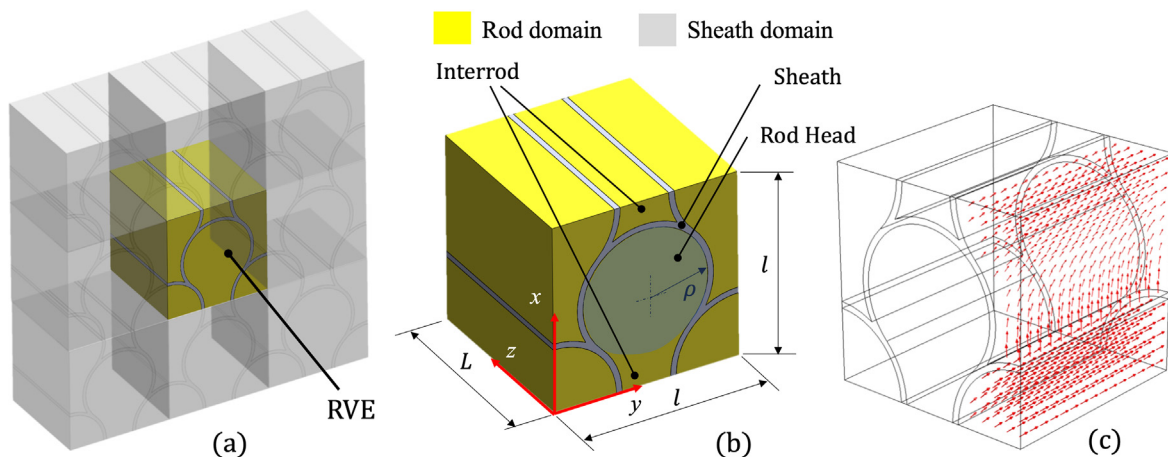 Rod domain
Sheath domain
Interrod
Sheath
Rod Head
x
z
y
ρ
l
L
l
RVE
(a)
(b)
(c)